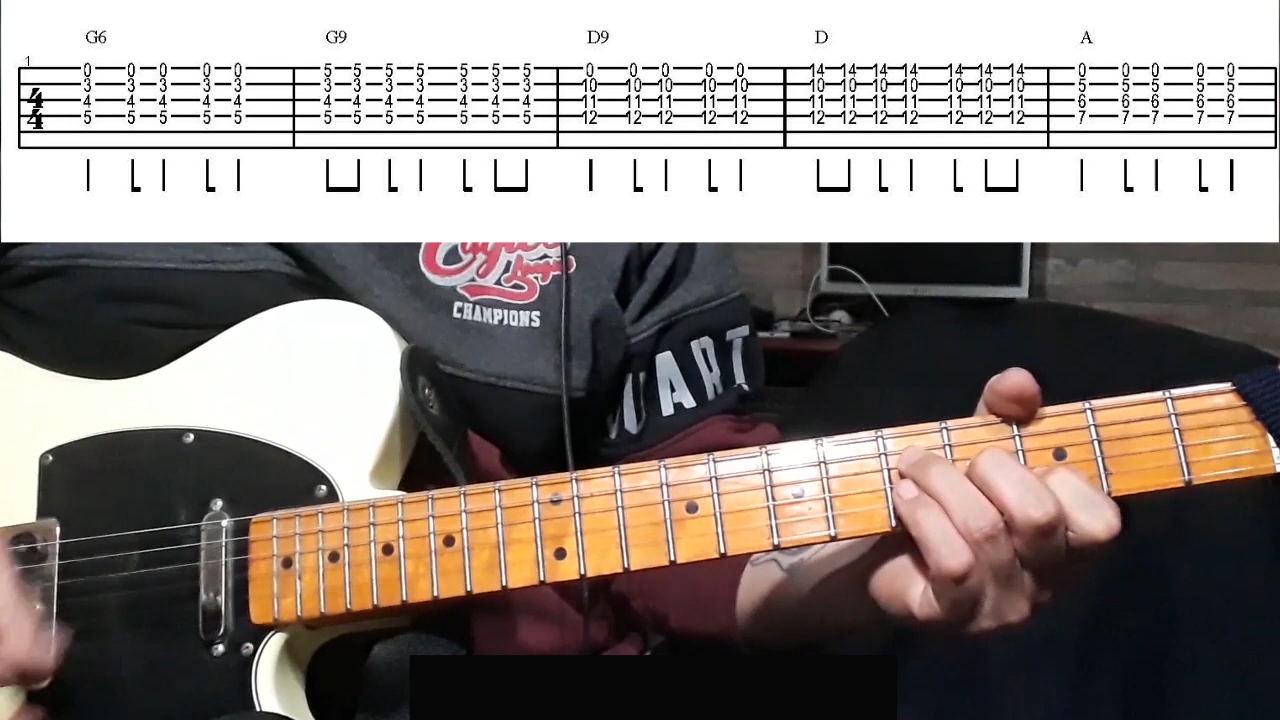 G6 G9 D9 D A
1
0 0 0 0 0 5 5 5 5 5 5 5 0 0 0 0 0 14 14 14 14 14 14 14 0 0 0 0 0
3 3 3 3 3 3 3 3 3 3 3 3 10 10 10 10 10 10 10 10 10 10 10 10 5 5 5 5 5
4 4 4 4 4 4 4 4 4 4 4 4 11 11 11 11 11 11 11 11 11 11 11 11 6 6 6 6 6
5 5 5 5 5 5 5 5 5 5 5 5 12 12 12 12 12 12 12 12 12 12 12 12 7 7 7 7 7
4
4
League
CHAMPIONS